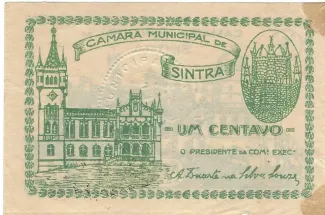 CAMARA MUNICIPAL DE
SINTRA
UM CENTAVO
O PRESIDENTE DA COM. EXEC.